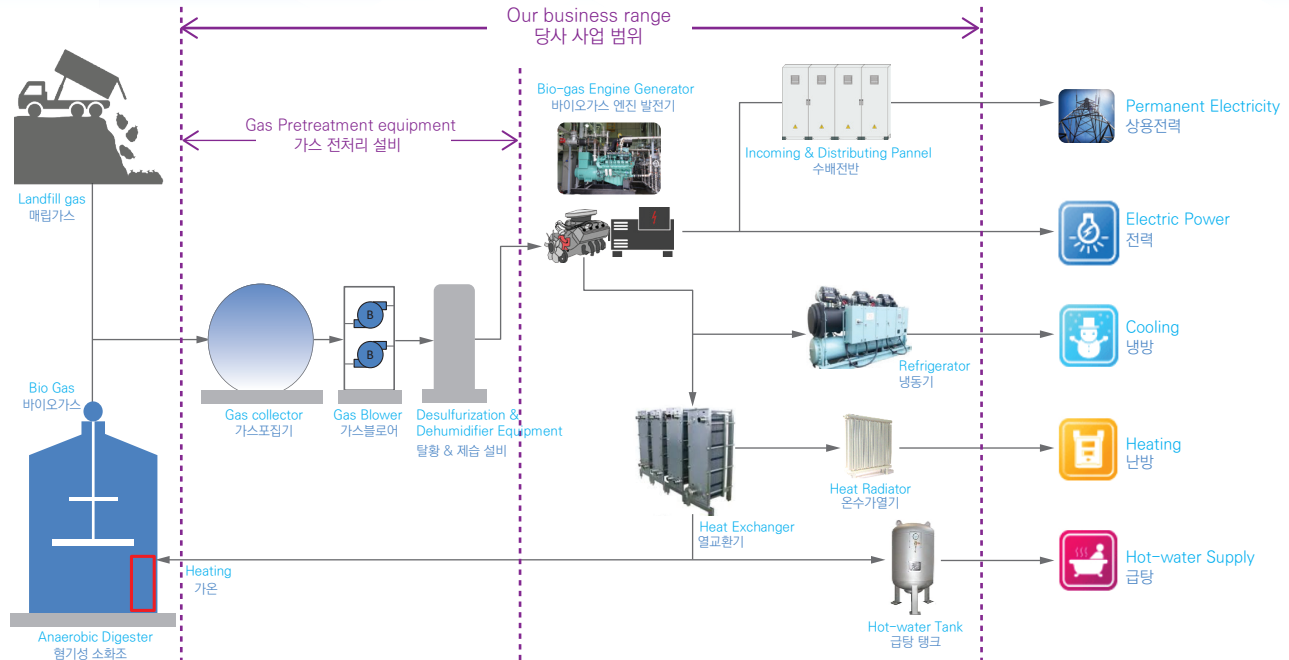 Our business range
당사 사업 범위
Gas Pretreatment equipment
가스 전처리 설비
Landfill gas
매립가스
Bio Gas
바이오가스
Anaerobic Digester
혐기성 소화조
Heating
가온
Gas collector
가스포집기
B
B
Gas Blower
가스블로어
Desulfurization &
Dehumidifier Equipment
탈황 & 제습 설비
Bio-gas Engine Generator
바이오가스 엔진 발전기
Incoming & Distributing Pannel
수배전반
Refrigerator
냉동기
Heat Exchanger
열교환기
Heat Radiator
온수가열기
Hot-water Tank
급탕 탱크
Permanent Electricity
상용전력
Electric Power
전력
Cooling
냉방
Heating
난방
Hot-water Supply
급탕